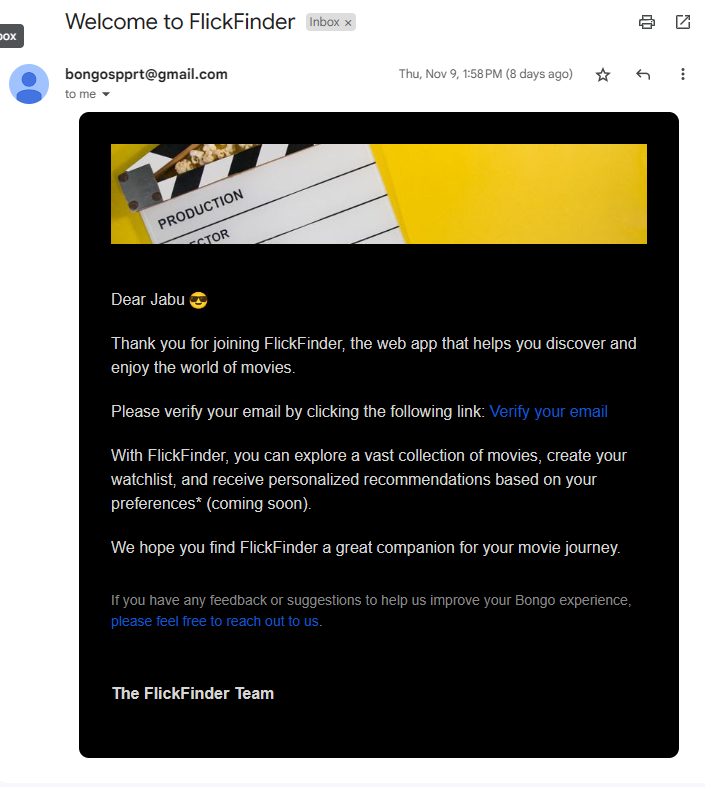 Welcome to FlickFinder Inbox ×
box
bongospprt@gmail.com Thu, Nov 9, 1:58 PM (8 days ago)
to me
PRODUCTION
ECTOR
Dear Jabu 😎
Thank you for joining FlickFinder, the web app that helps you discover and
enjoy the world of movies.
Please verify your email by clicking the following link: Verify your email
With FlickFinder, you can explore a vast collection of movies, create your
watchlist, and receive personalized recommendations based on your
preferences* (coming soon).
We hope you find FlickFinder a great companion for your movie journey.
If you have any feedback or suggestions to help us improve your Bongo experience,
please feel free to reach out to us.
The FlickFinder Team